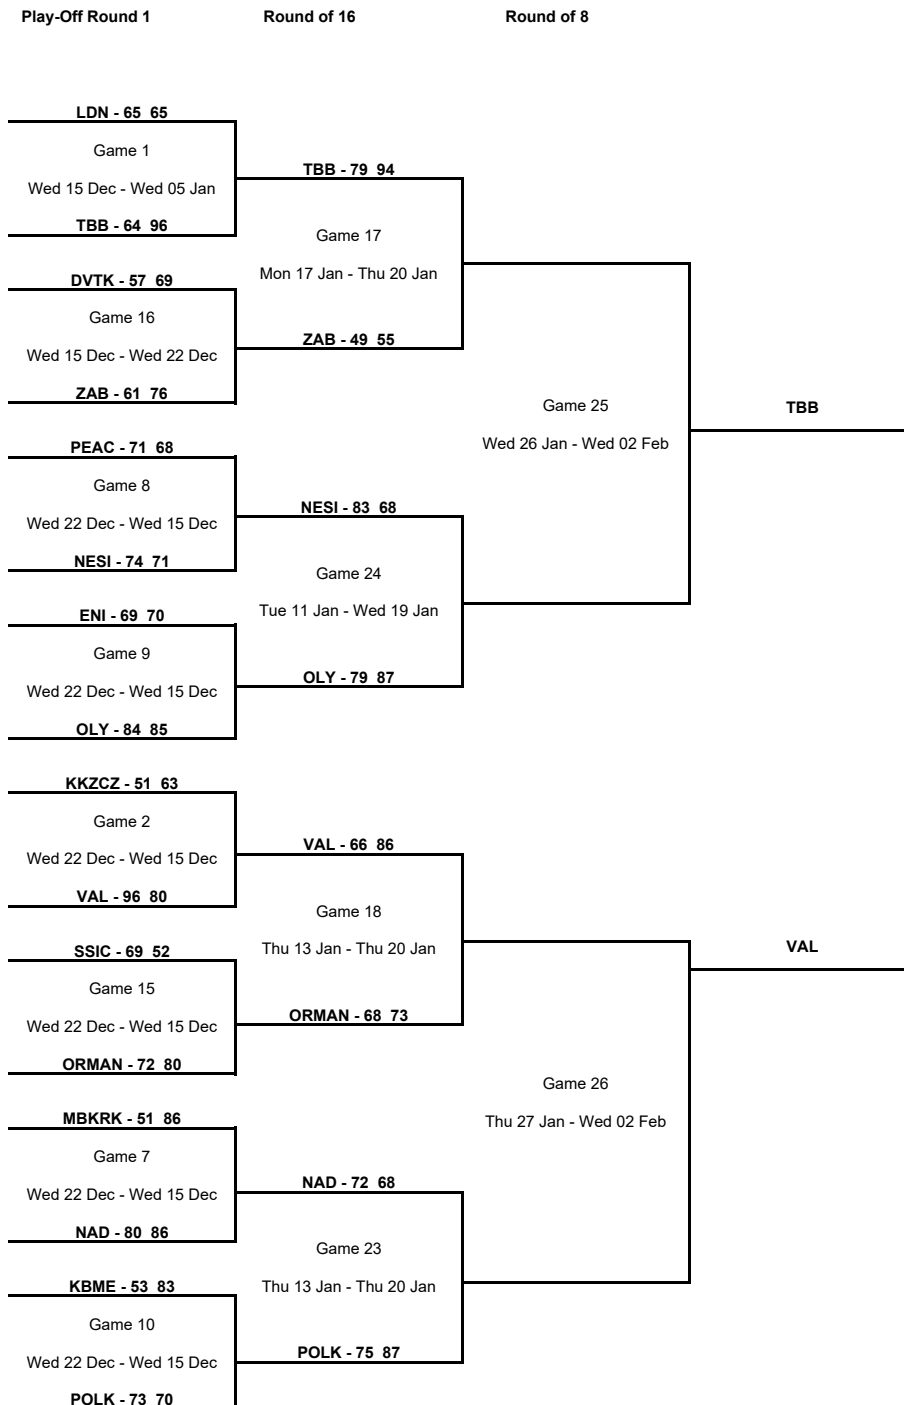 Play-Off Round 1
Round of 16
Round of 8
LDN - 65 65
Game 1
Wed 15 Dec - Wed 05 Jan
TBB - 64 96
DVTK - 57 69
Game 16
Wed 15 Dec - Wed 22 Dec
ZAB - 61 76
PEAC - 71 68
Game 8
Wed 22 Dec - Wed 15 Dec
NESI - 74 71
ENI - 69 70
Game 9
Wed 22 Dec - Wed 15 Dec
OLY - 84 85
KKZCZ - 51 63
Game 2
Wed 22 Dec - Wed 15 Dec
VAL - 96 80
SSIC - 69 52
Game 15
Wed 22 Dec - Wed 15 Dec
ORMAN - 72 80
MBKRK - 51 86
Game 7
Wed 22 Dec - Wed 15 Dec
NAD - 80 86
KBME - 53 83
Game 10
Wed 22 Dec - Wed 15 Dec
POLK - 73 70
TBB - 79 94
Game 17
Mon 17 Jan - Thu 20 Jan
ZAB - 49 55
NESI - 83 68
Game 24
Tue 11 Jan - Wed 19 Jan
OLY - 79 87
VAL - 66 86
Game 18
Thu 13 Jan - Thu 20 Jan
ORMAN - 68 73
NAD - 72 68
Game 23
Thu 13 Jan - Thu 20 Jan
POLK - 75 87
Game 25
Wed 26 Jan - Wed 02 Feb
Game 26
Thu 27 Jan - Wed 02 Feb
TBB
VAL